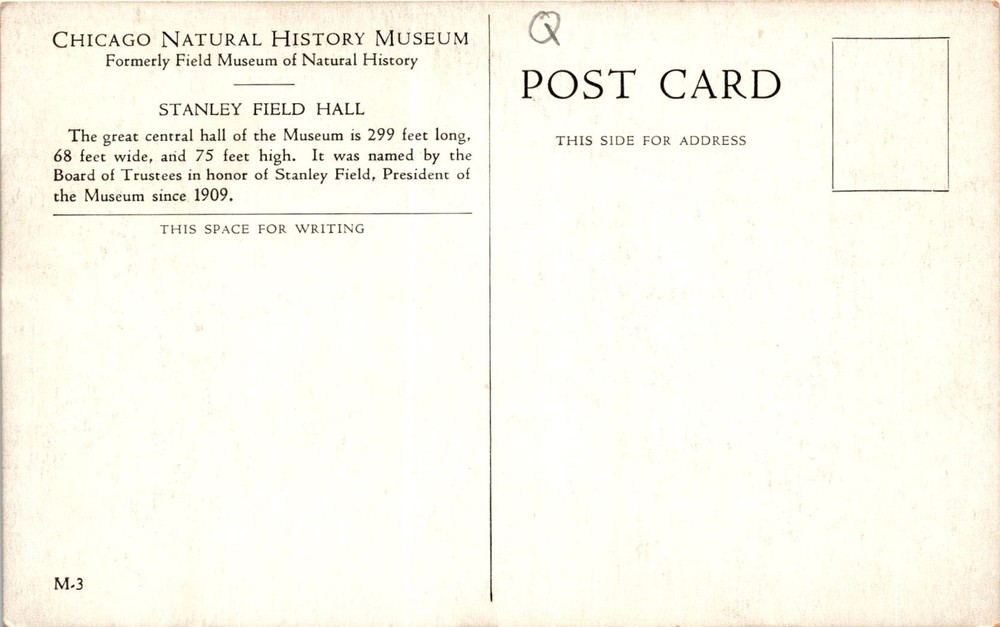 CHICAGO NATURAL HISTORY MUSEUM
Formerly Field Museum of Natural History
STANLEY FIELD HALL
The great central hall of the Museum is 299 feet long,
68 feet wide, and 75 feet high. It was named by the
Board of Trustees in honor of Stanley Field, President of
the Museum since 1909.
THIS SPACE FOR WRITING
M-3
Q
POST CARD
THIS SIDE FOR ADDRESS